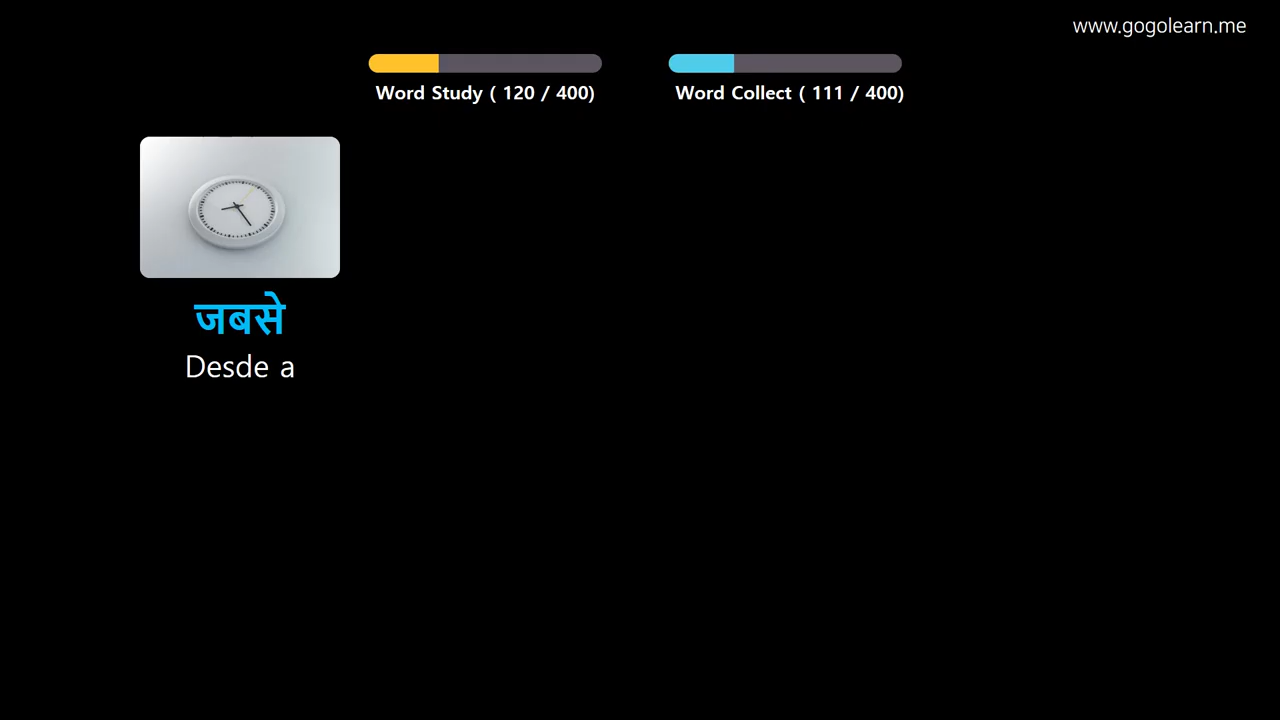 www.gogolearn.me
Word Study ( 120 / 400)
Word Collect ( 111 / 400)
जबसे
Desde a